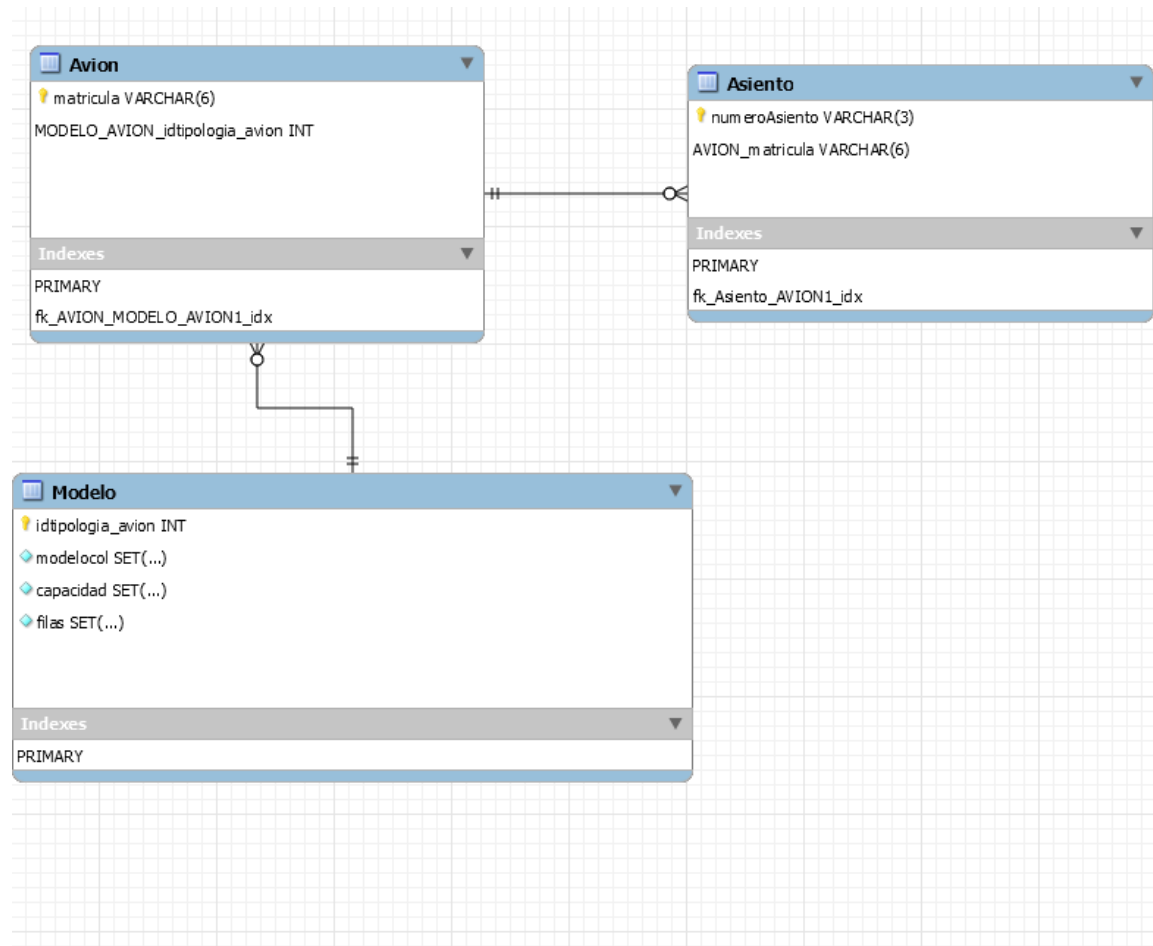 Avion
matricula VARCHAR(6)
MODELO_AVION_idtipologia_avion INT
Indexes
PRIMARY
fk_AVION_MODELO_AVION1_idx
Asiento
numeroAsiento VARCHAR(3)
AVION_matricula VARCHAR(6)
Indexes
PRIMARY
fk_Asiento_AVION1_idx
Modelo
idtipologia_avion INT
modelocol SET(...)
capacidad SET(...)
filas SET(...)
Indexes
PRIMARY